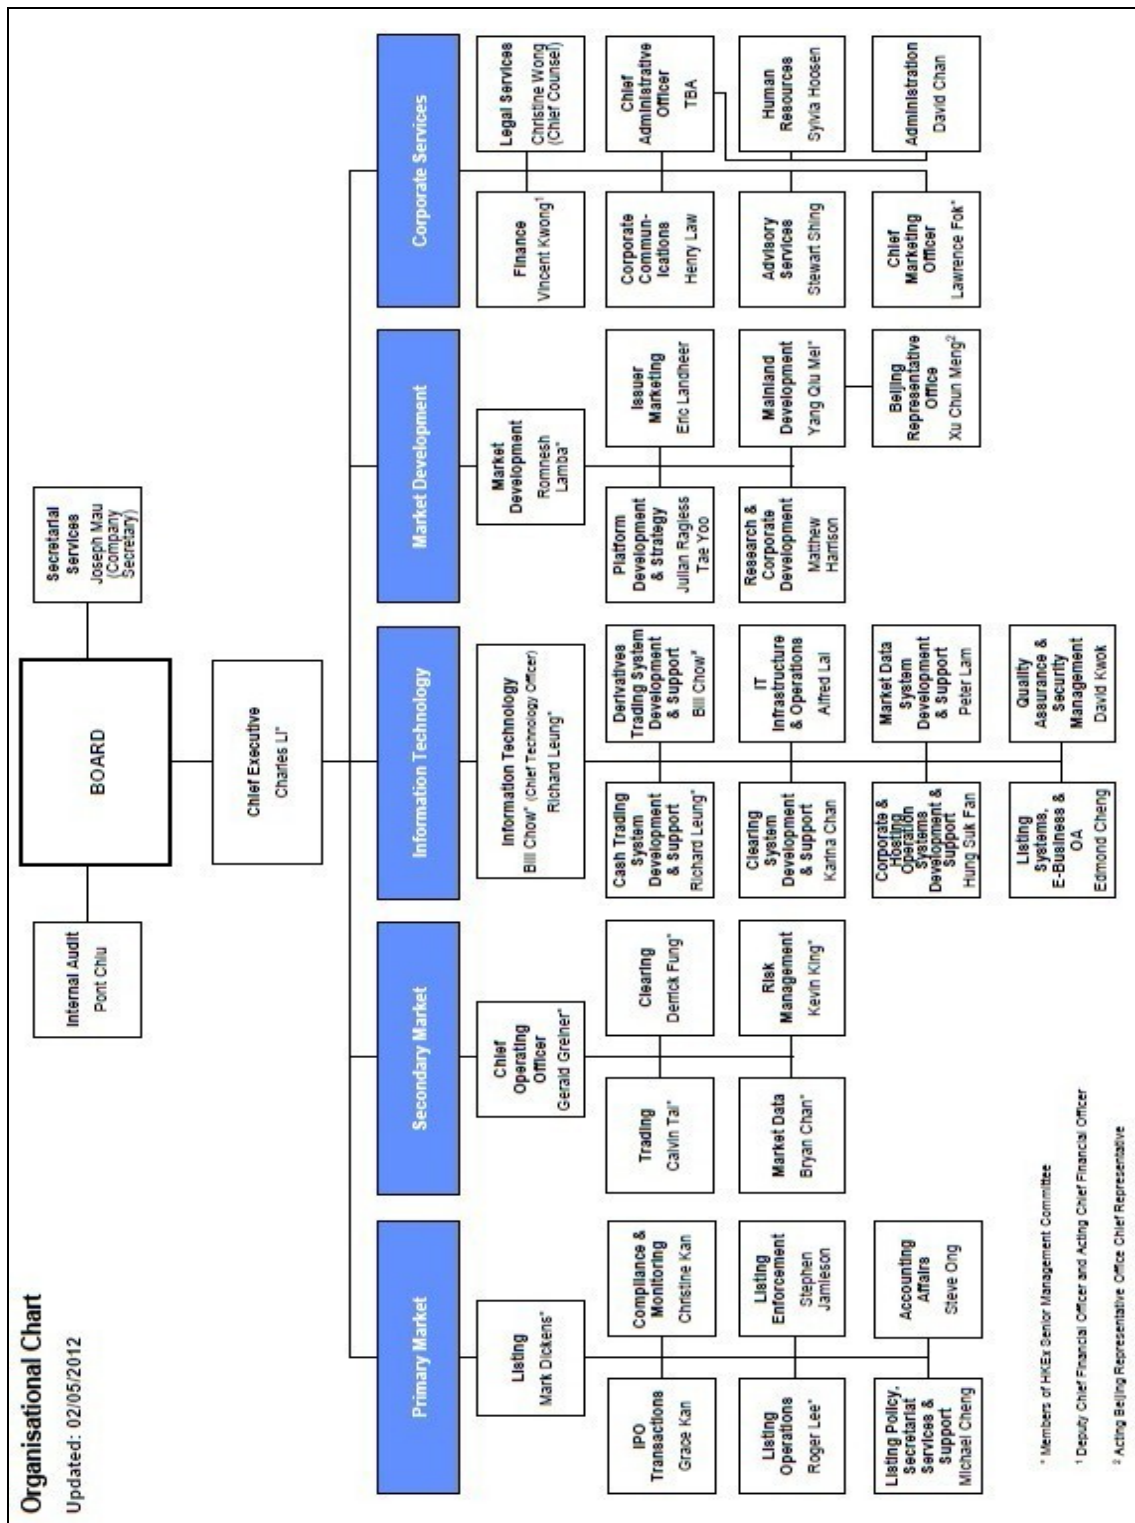 Organisational Chart
Updated: 02/05/2012
Internal Audit
Pont Chiu
BOARD
Secretarial
Services
Joseph Mau
(Company
Secretary)
Chief Executive
Charles Li*
Primary Market
Secondary Market
Information Technology
Market Development
Corporate Services
Listing
Mark Dickens*
IPO
Transactions
Grace Kan
Compliance &
Monitoring
Christine Kan
Listing
Operations
Roger Lee*
Listing
Enforcement
Stephen
Jamieson
Listing Policy,
Secretariat
Services &
Support
Michael Cheng
Accounting
Affairs
Steve Ong
Chief
Operating
Officer
Gerald Greiner*
Trading
Calvin Tai*
Clearing
Derrick Fung*
Market Data
Bryan Chan*
Risk
Management
Kevin King*
Information Technology
Bill Chow* (Chief Technology Officer)
Richard Leung*
Cash Trading
System
Development
& Support
Richard Leung*
Derivatives
Trading System
Development
& Support
Bill Chow*
Clearing
System
Development
& Support
Karina Chan
IT
Infrastructure
& Operations
Alfred Lai
Corporate &
Hosting
Operation
Systems
Development &
Support
Hung Suk Fan
Market Data
System
Development
& Support
Peter Lam
Listing
Systems,
E-Business &
OA
Edmond Cheng
Quality
Assurance &
Security
Management
David Kwok
Market
Development
Romnesh
Lamba*
Platform
Development
& Strategy
Julian Ragless
Tae Yoo
Issuer
Marketing
Eric Landheer
Research &
Corporate
Development
Matthew
Harrison
Mainland
Development
Yang Qiu Mei*
Beijing
Representative
Office
Xu Chun Meng²
Finance
Vincent Kwong¹
Legal Services
Christine Wong
(Chief Counsel)
Corporate
Commun-
ications
Henry Law
Chief
Administrative
Officer
TBA
Advisory
Services
Stewart Shing
Human
Resources
Sylvia Hoosen
Chief
Marketing
Officer
Lawrence Fok*
Administration
David Chan
* Members of HKEx Senior Management Committee
¹ Deputy Chief Financial Officer and Acting Chief Financial Officer
² Acting Beijing Representative Office Chief Representative